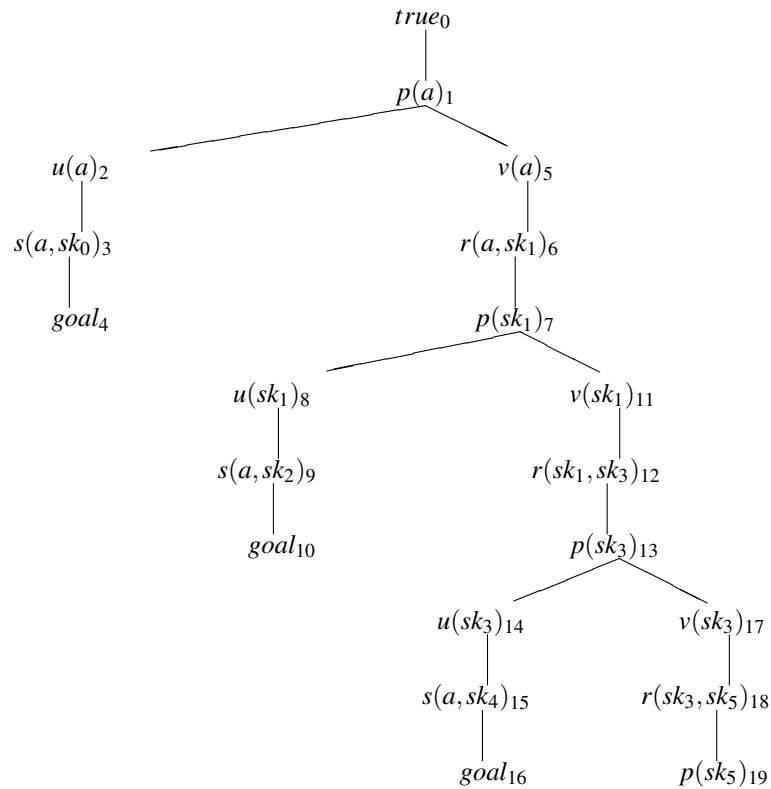 true₀
p(a)₁
u(a)₂ v(a)₅
s(a,sk₀)₃ r(a,sk₁)₆
goal₄ p(sk₁)₇
u(sk₁)₈ v(sk₁)₁₁
s(a,sk₂)₉ r(sk₁,sk₃)₁₂
goal₁₀ p(sk₃)₁₃
u(sk₃)₁₄ v(sk₃)₁₇
s(a,sk₄)₁₅ r(sk₃,sk₅)₁₈
goal₁₆ p(sk₅)₁₉